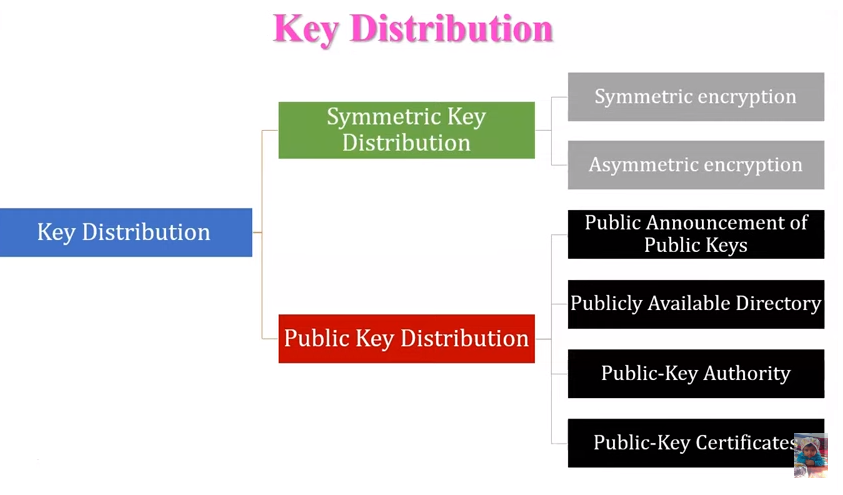 Key Distribution
Symmetric encryption
Symmetric Key
Distribution
Asymmetric encryption
Key Distribution
Public Announcement of
Public Keys
Publicly Available Directory
Public Key Distribution
Public-Key Authority
Public-Key Certificates